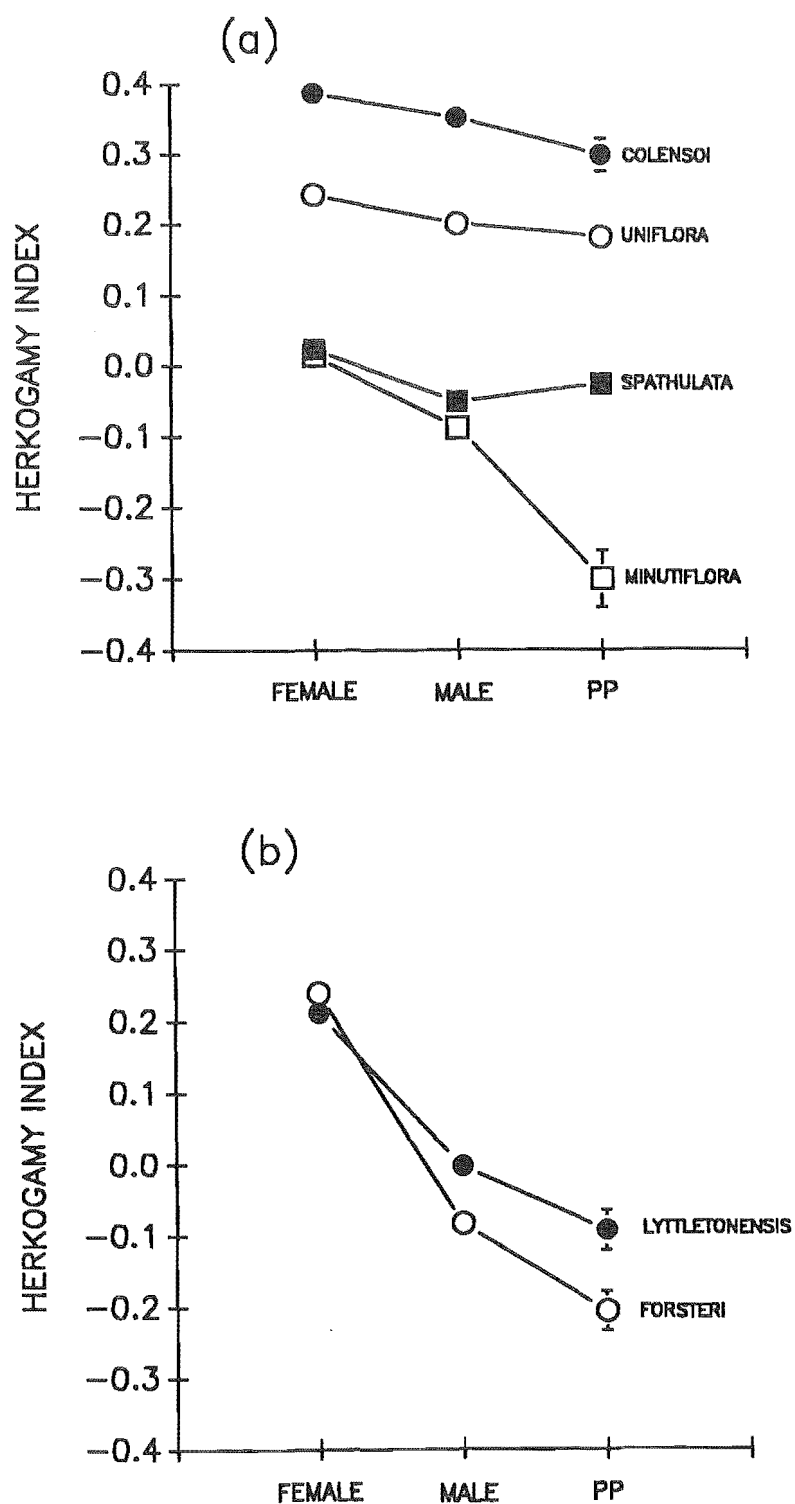 (a)
HERKOGAMY INDEX
0.4
0.3
0.2
0.1
0.0
−0.1
−0.2
−0.3
−0.4
COLENSOI
UNIFLORA
SPATHULATA
MINUTIFLORA
FEMALE MALE PP
(b)
HERKOGAMY INDEX
0.4
0.3
0.2
0.1
0.0
−0.1
−0.2
−0.3
−0.4
LYTTLETONENSIS
FORSTERI
FEMALE MALE PP